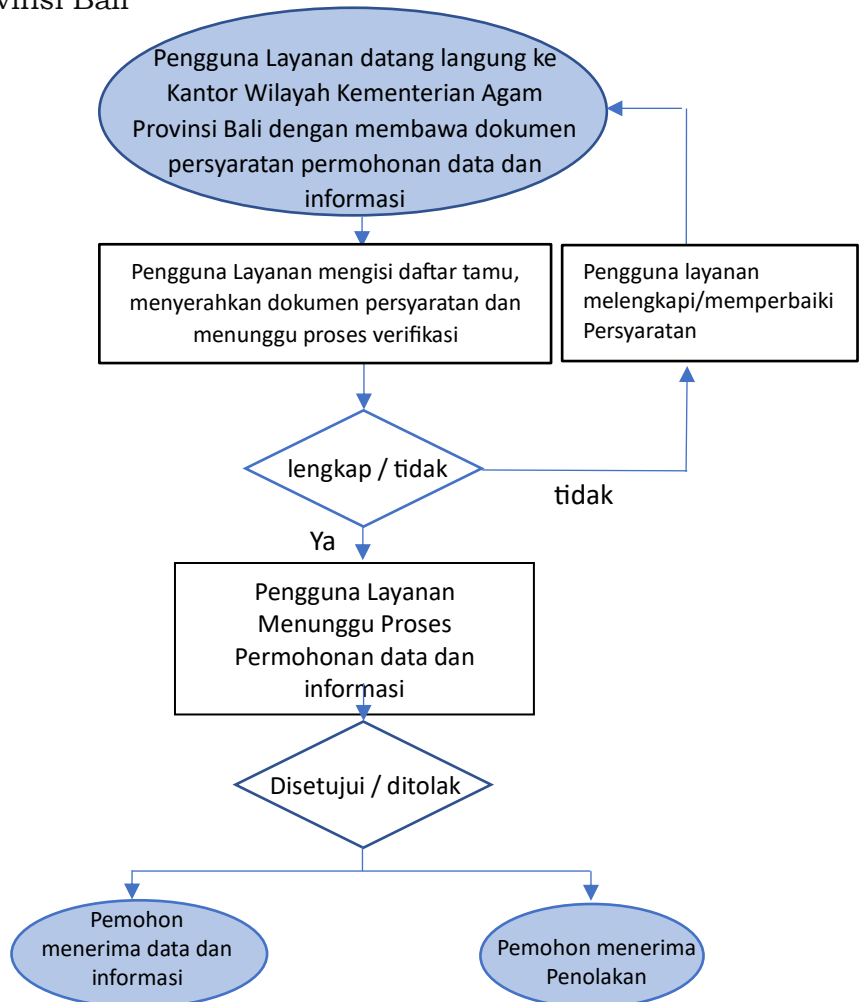 vinsi Bali
Pengguna Layanan datang langung ke
Kantor Wilayah Kementerian Agam
Provinsi Bali dengan membawa dokumen
persyaratan permohonan data dan
informasi
Pengguna Layanan mengisi daftar tamu,
menyerahkan dokumen persyaratan dan
menunggu proses verifikasi
Pengguna layanan
melengkapi/memperbaiki
Persyaratan
lengkap / tidak
tidak
Ya
Pengguna Layanan
Menunggu Proses
Permohonan data dan
informasi
Disetujui / ditolak
Pemohon
menerima data dan
informasi
Pemohon menerima
Penolakan